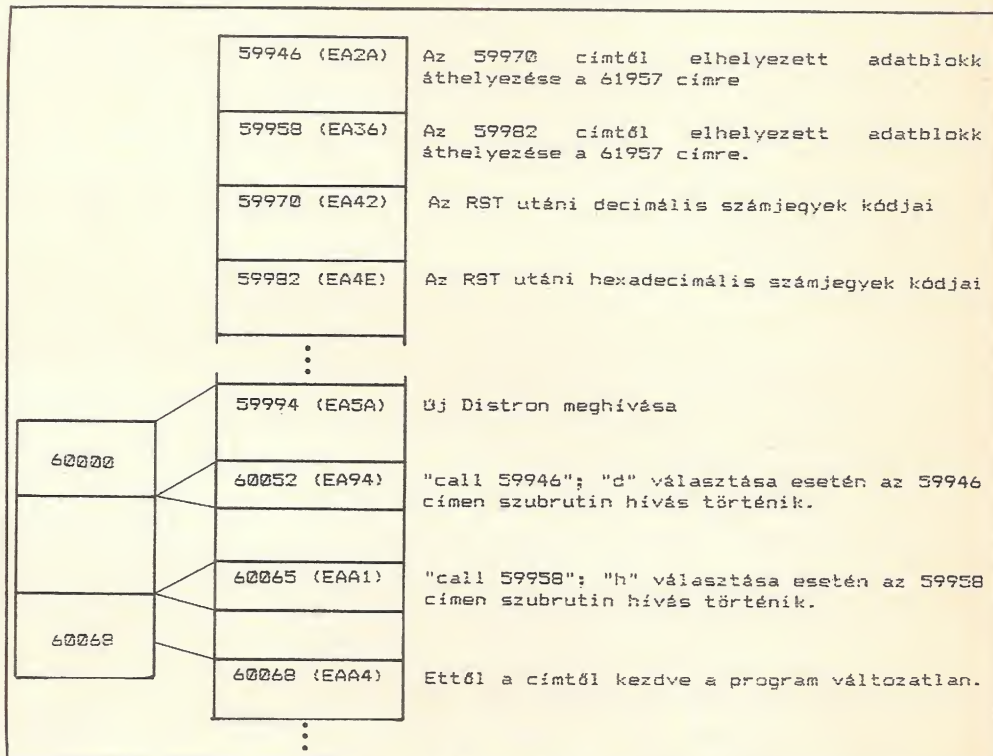 59946 (EA2A)
Az 59970 címtől elhelyezett adatblokk
áthelyezése a 61957 címre
59958 (EA36)
Az 59982 címtől elhelyezett adatblokk
áthelyezése a 61957 címre.
59970 (EA42)
Az RST utáni decimális számjegyek kódjai
59982 (EA4E)
Az RST utáni hexadecimális számjegyek kódjai
59994 (EA5A)
Új Distron meghívása
60000
60052 (EA94)
"call 59946"; "d" választása esetén az 59946
címen szubrutin hívás történik.
60065 (EAA1)
"call 59958"; "h" választása esetén az 59958
címen szubrutin hívás történik.
60068
60068 (EAA4)
Ettől a címtől kezdve a program változatlan.